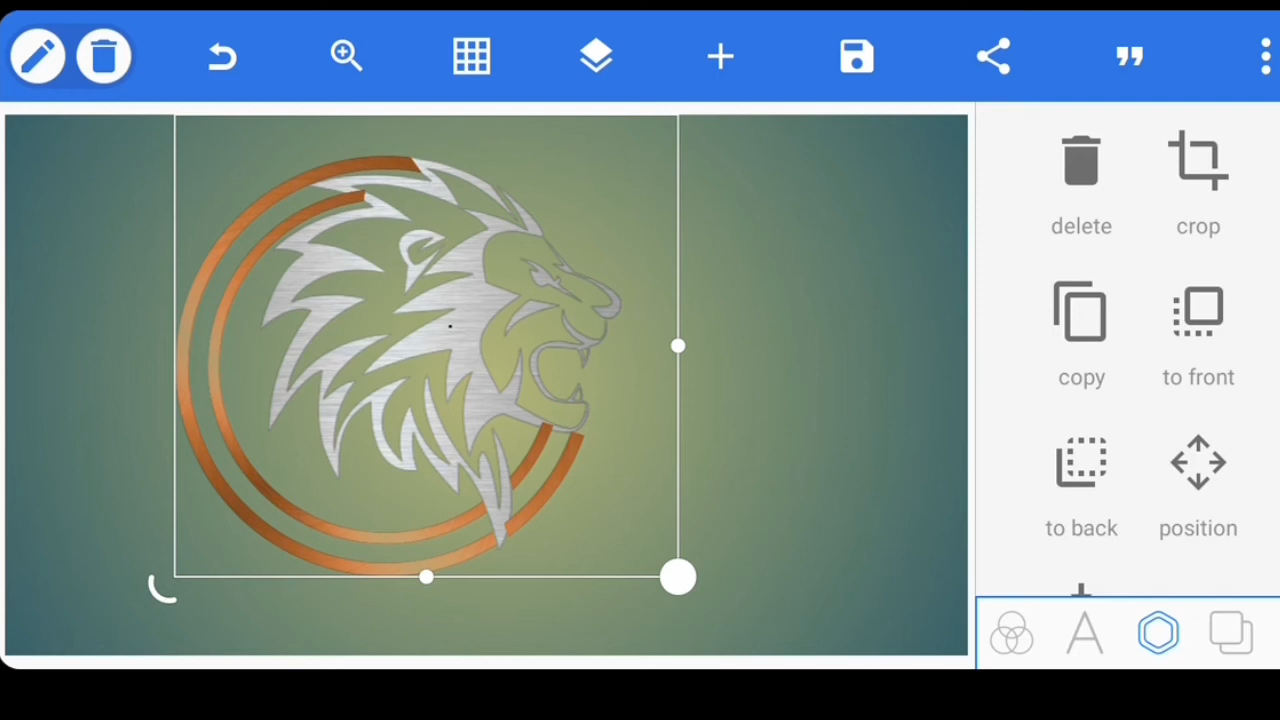 delete
crop
copy
to front
to back
position